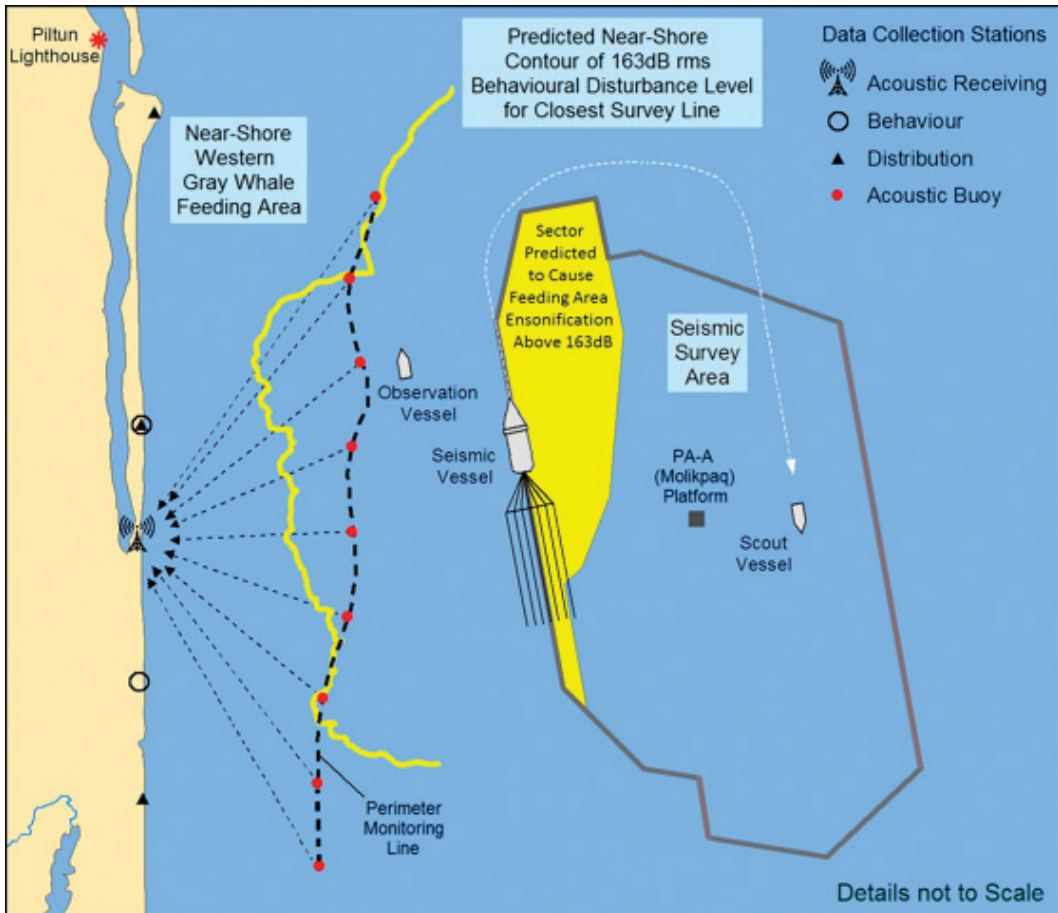 Piltun
Lighthouse
Near-Shore
Western
Gray Whale
Feeding Area
Predicted Near-Shore
Contour of 163dB rms
Behavioural Disturbance Level
for Closest Survey Line
Data Collection Stations
Acoustic Receiving
Behaviour
Distribution
Acoustic Buoy
Sector
Predicted
to Cause
Feeding Area
Ensonification
Above 163dB
Seismic
Survey
Area
Observation
Vessel
Seismic
Vessel
PA-A
(Molikpaq)
Platform
Scout
Vessel
Perimeter
Monitoring
Line
Details not to Scale